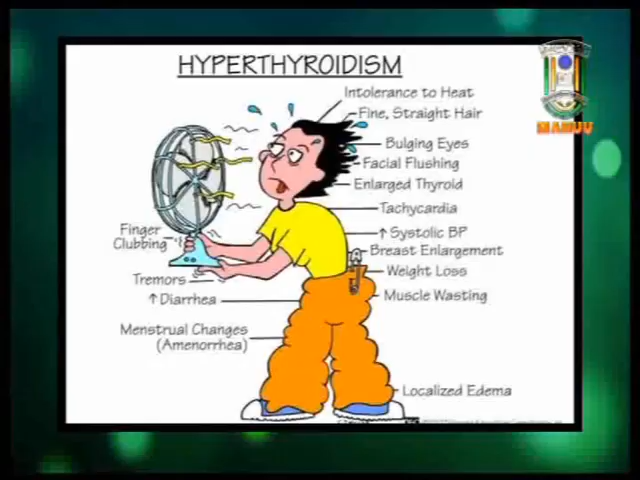 HYPERTHYROIDISM
MANUU
Intolerance to Heat
Fine, Straight Hair
Bulging Eyes
Facial Flushing
Enlarged Thyroid
Tachycardia
↑ Systolic BP
Breast Enlargement
Weight Loss
Muscle Wasting
Localized Edema
Finger
Clubbing
Tremors
↑ Diarrhea
Menstrual Changes
(Amenorrhea)